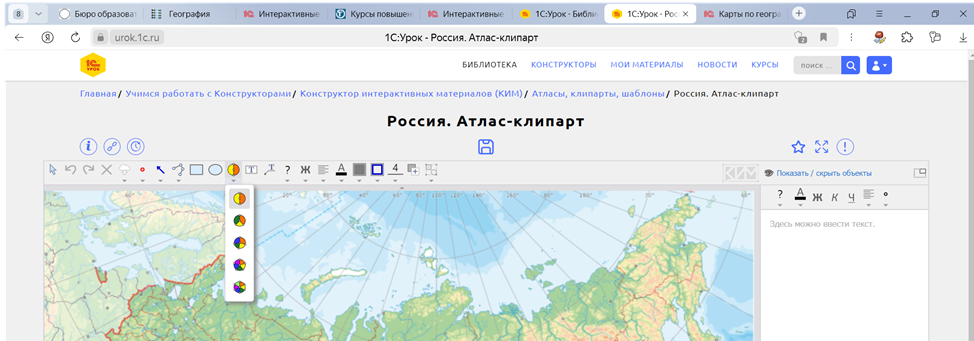 8 Бюро образоват География Интерактивные Курсы повышен Интерактивные 1С:Урок - Библи 1С:Урок - Рос Карты по геогра
urok.1c.ru 1С:Урок - Россия. Атлас-клипарт 2
1С УРОК БИБЛИОТЕКА КОНСТРУКТОРЫ МОИ МАТЕРИАЛЫ НОВОСТИ КУРСЫ поиск ...
Главная / Учимся работать с Конструкторами / Конструктор интерактивных материалов (КИМ) / Атласы, клипарты, шаблоны / Россия. Атлас-клипарт
Россия. Атлас-клипарт
? Ж А 4 КИМ Показать / скрыть объекты
? А Ж К Ч
Здесь можно ввести текст.